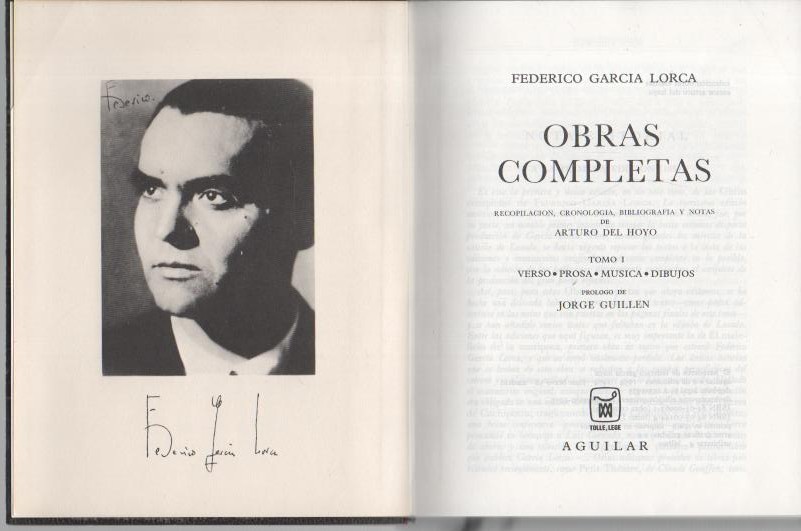 Federico.
Federico García Lorca
FEDERICO GARCIA LORCA
OBRAS
COMPLETAS
RECOPILACION, CRONOLOGIA, BIBLIOGRAFIA Y NOTAS
DE
ARTURO DEL HOYO
TOMO I
VERSO • PROSA • MUSICA • DIBUJOS
PROLOGO DE
JORGE GUILLEN
TOLLE, LEGE
AGUILAR